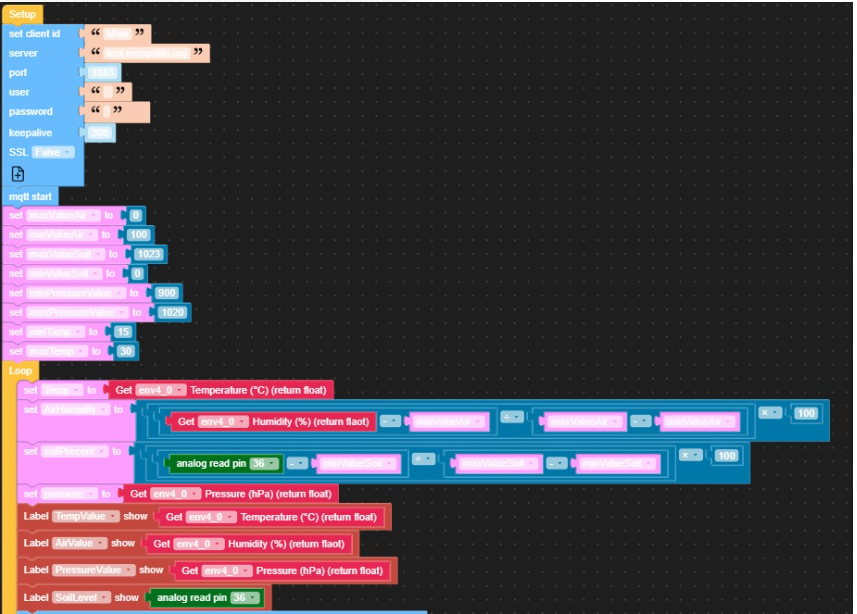 Setup
set client id “ Main ”
server “ test.mosquitto.org ”
port 1883
user “ ”
password “ ”
keepalive 300
SSL False
mqtt start
set maxValueAir to 0
set minValueAir to 100
set maxValueSoil to 1023
set minValueSoil to 0
set minPressureValue to 900
set maxPressureValue to 1020
set minTemp to 15
set maxTemp to 30
Loop
set Temp to Get env4_0 Temperature (°C) (return float)
set AirHumidity to Get env4_0 Humidity (%) (return flaot) - minValueAir ÷ maxValueAir - minValueAir × 100
set soilPrecent to analog read pin 36 - minValueSoil ÷ maxValueSoil - minValueSoil × 100
set pressure to Get env4_0 Pressure (hPa) (return float)
Label TempValue show Get env4_0 Temperature (°C) (return float)
Label AirValue show Get env4_0 Humidity (%) (return flaot)
Label PressureValue show Get env4_0 Pressure (hPa) (return float)
Label SoilLevel show analog read pin 36